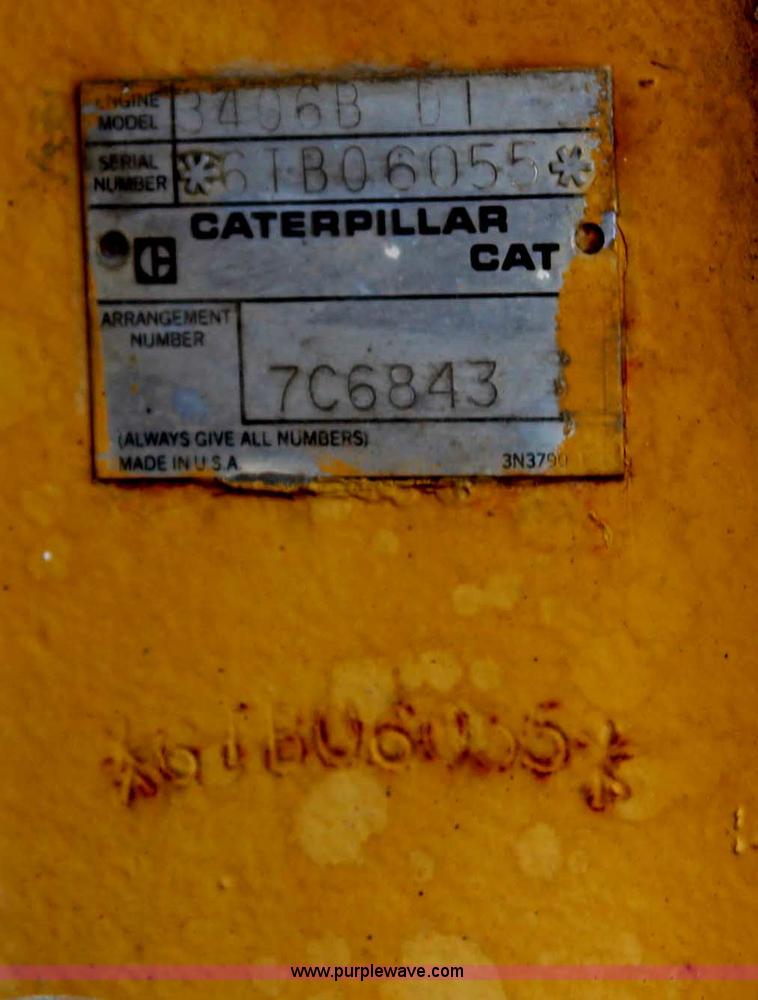 ENGINE MODEL 3406B DI
SERIAL NUMBER *6TB06055*
CATERPILLAR
CAT
ARRANGEMENT NUMBER
7C6843
(ALWAYS GIVE ALL NUMBERS)
MADE IN U.S.A. 3N3790
*6TB06055*
www.purplewave.com